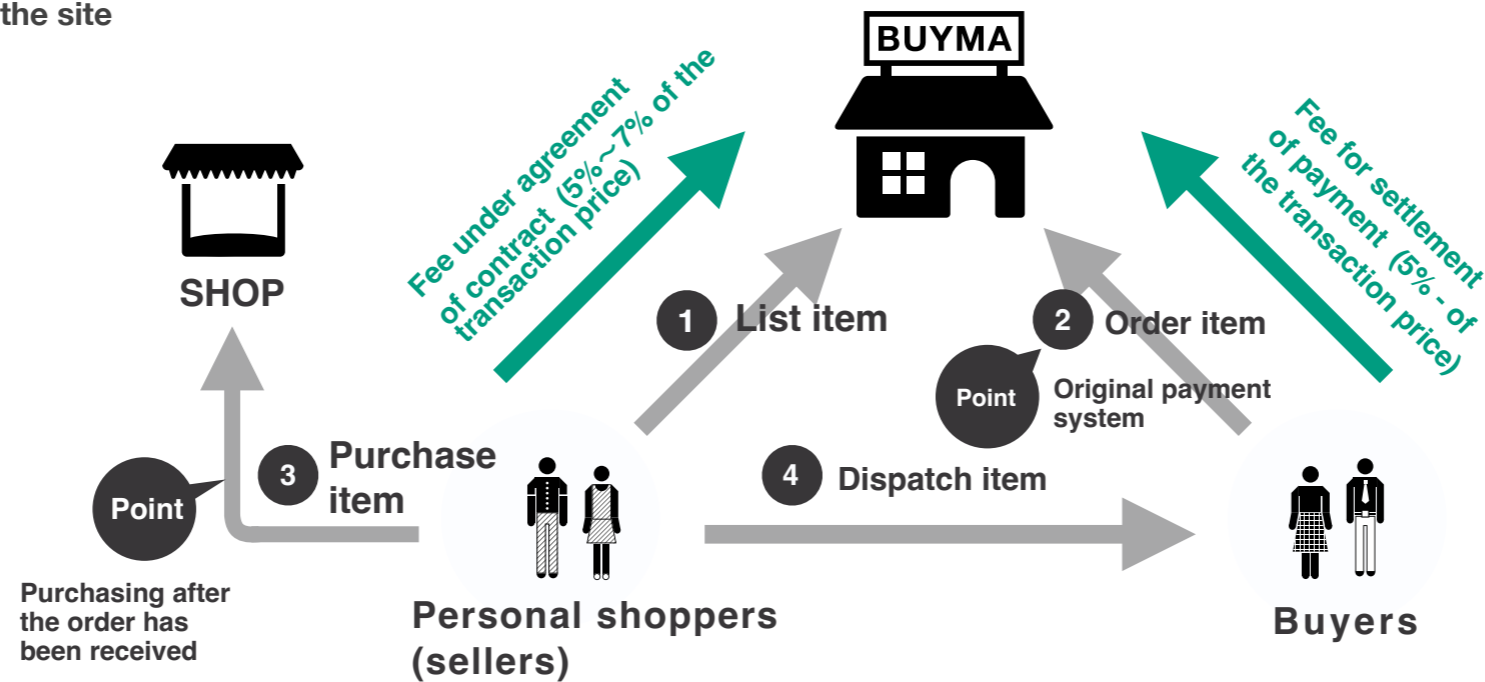 the site
BUYMA
Fee under agreement
of contract (5%～7% of the
transaction price)
Fee for settlement
of payment (5% - of
the transaction price)
SHOP
1 List item
2 Order item
Point
Original payment
system
3 Purchase
item
Point
Purchasing after
the order has
been received
4 Dispatch item
Personal shoppers
(sellers)
Buyers